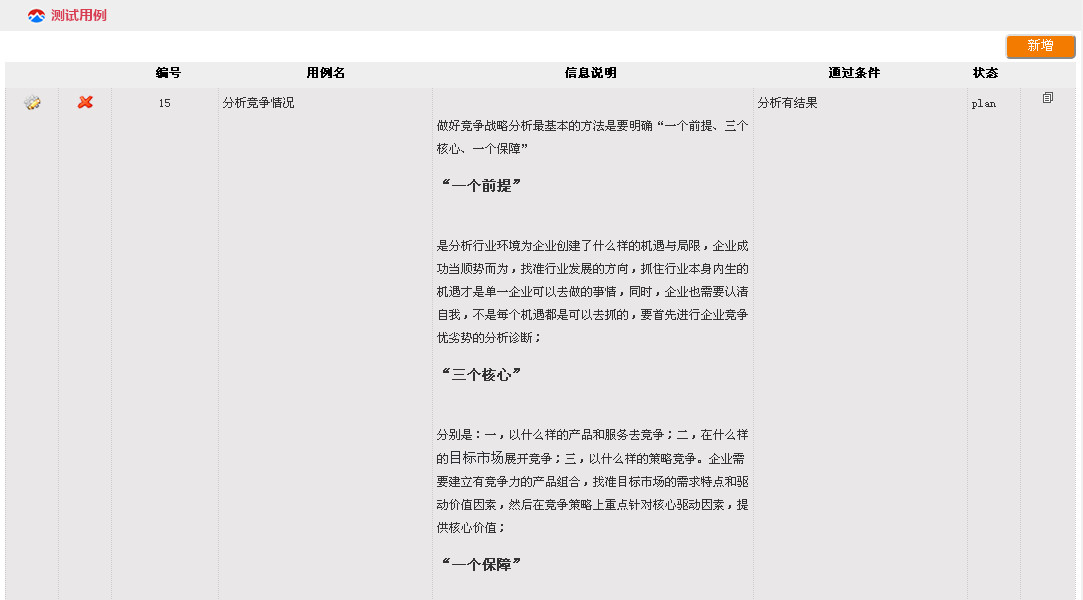 测试用例
新增
编号 用例名 信息说明 通过条件 状态
15 分析竞争情况 分析有结果 plan
做好竞争战略分析最基本的方法是要明确“一个前提、三个
核心、一个保障”
“一个前提”
是分析行业环境为企业创建了什么样的机遇与局限，企业成
功当顺势而为，找准行业发展的方向，抓住行业本身内生的
机遇才是单一企业可以去做的事情，同时，企业也需要认清
自我，不是每个机遇都是可以去抓的，要首先进行企业竞争
优劣势的分析诊断；
“三个核心”
分别是：一，以什么样的产品和服务去竞争；二，在什么样
的目标市场展开竞争；三，以什么样的策略竞争。企业需
要建立有竞争力的产品组合，找准目标市场的需求特点和驱
动价值因素，然后在竞争策略上重点针对核心驱动因素，提
供核心价值；
“一个保障”